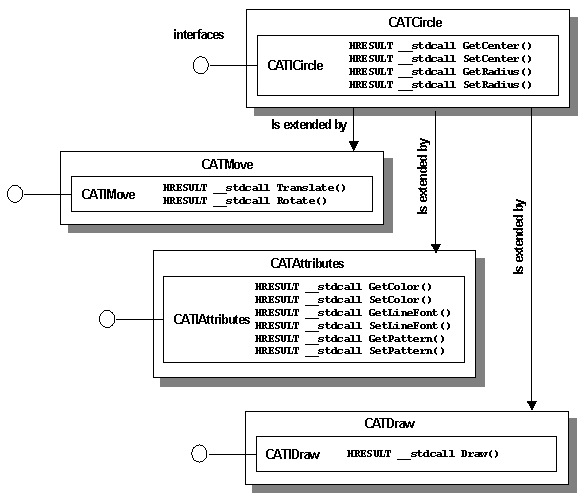 CATCircle
interfaces
CATICircle
HRESULT __stdcall GetCenter()
HRESULT __stdcall SetCenter()
HRESULT __stdcall GetRadius()
HRESULT __stdcall SetRadius()
Is extended by
Is extended by
Is extended by
CATMove
CATIMove
HRESULT __stdcall Translate()
HRESULT __stdcall Rotate()
CATAttributes
CATIAttributes
HRESULT __stdcall GetColor()
HRESULT __stdcall SetColor()
HRESULT __stdcall GetLineFont()
HRESULT __stdcall SetLineFont()
HRESULT __stdcall GetPattern()
HRESULT __stdcall SetPattern()
CATDraw
CATIDraw
HRESULT __stdcall Draw()